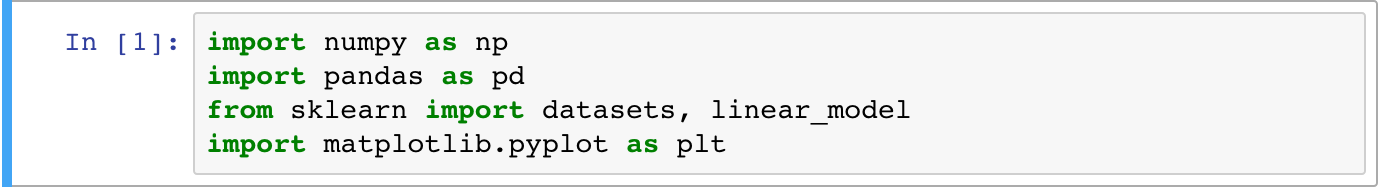 In [1]: import numpy as np
import pandas as pd
from sklearn import datasets, linear_model
import matplotlib.pyplot as plt